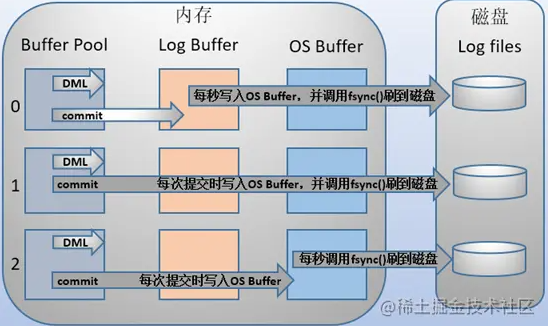 内存
磁盘
Buffer Pool
Log Buffer
OS Buffer
Log files
0
DML
commit
每秒写入OS Buffer，并调用fsync()刷到磁盘
1
DML
commit
每次提交时写入OS Buffer，并调用fsync()刷到磁盘
2
DML
commit
每次提交时写入OS Buffer
每秒调用fsync()刷到磁盘
@稀土掘金技术社区